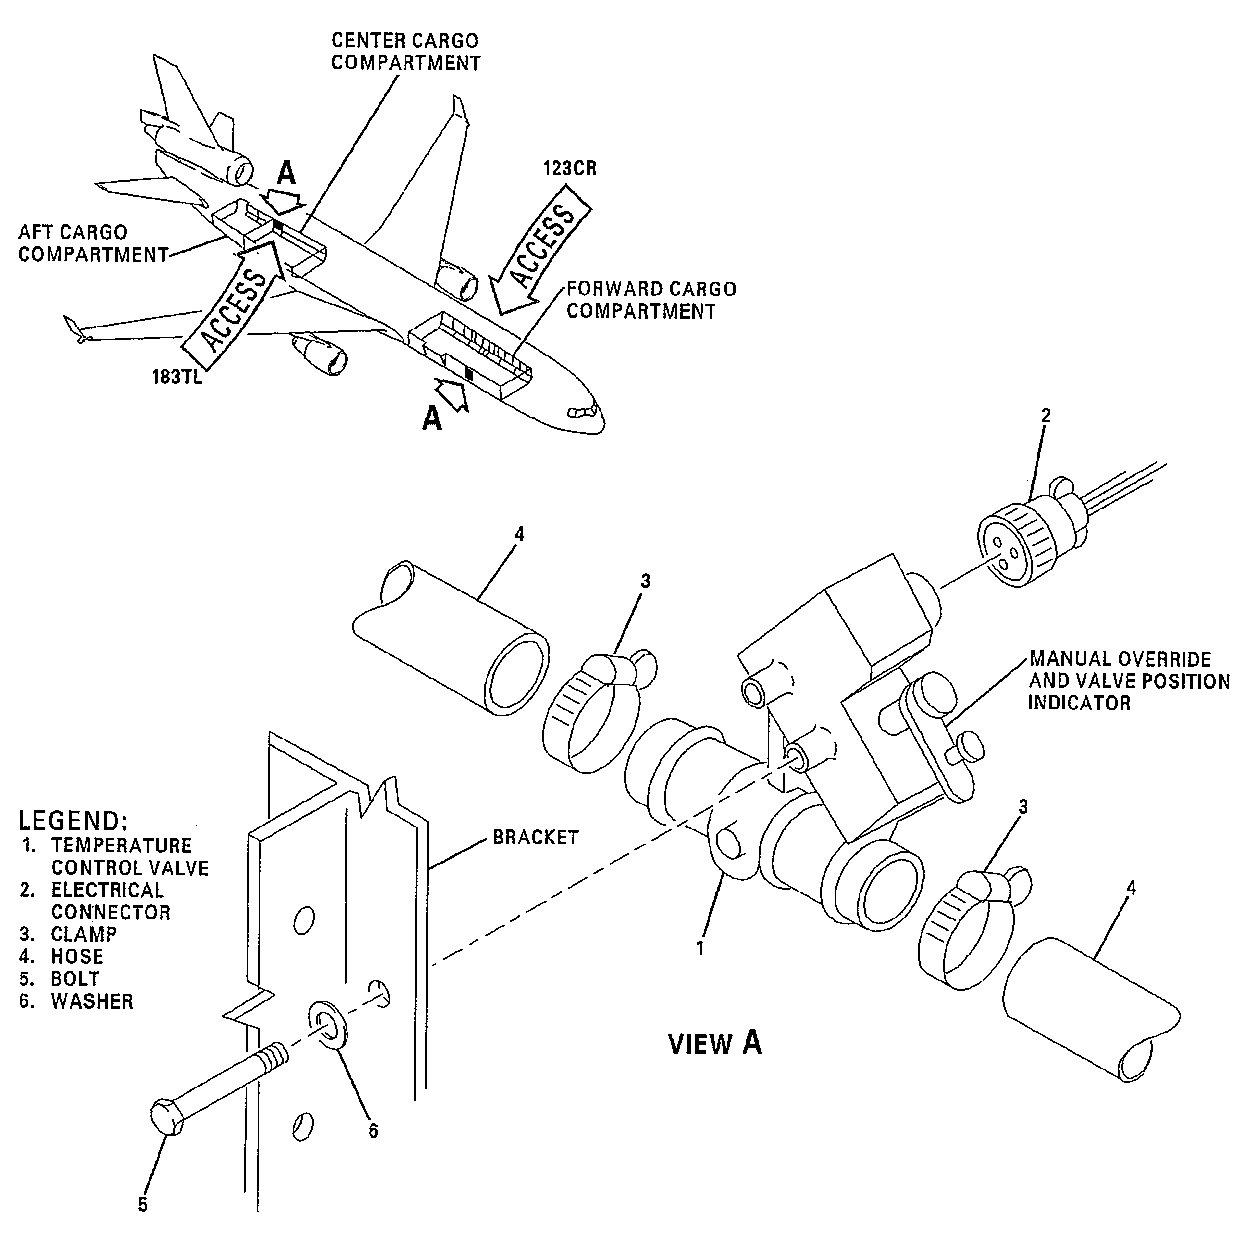 CENTER CARGO
COMPARTMENT
123CR
A
ACCESS
AFT CARGO
COMPARTMENT
ACCESS
FORWARD CARGO
COMPARTMENT
183TL
A
2
4
3
MANUAL OVERRIDE
AND VALVE POSITION
INDICATOR
LEGEND:
1. TEMPERATURE
CONTROL VALVE
2. ELECTRICAL
CONNECTOR
3. CLAMP
4. HOSE
5. BOLT
6. WASHER
BRACKET
3
4
1
VIEW A
6
5